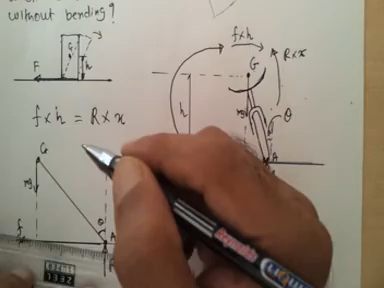 without bending?
f×h
R×x
G
G
F
h
mg
θ
h
A
f×h = R×x
G
mg
θ
f
A